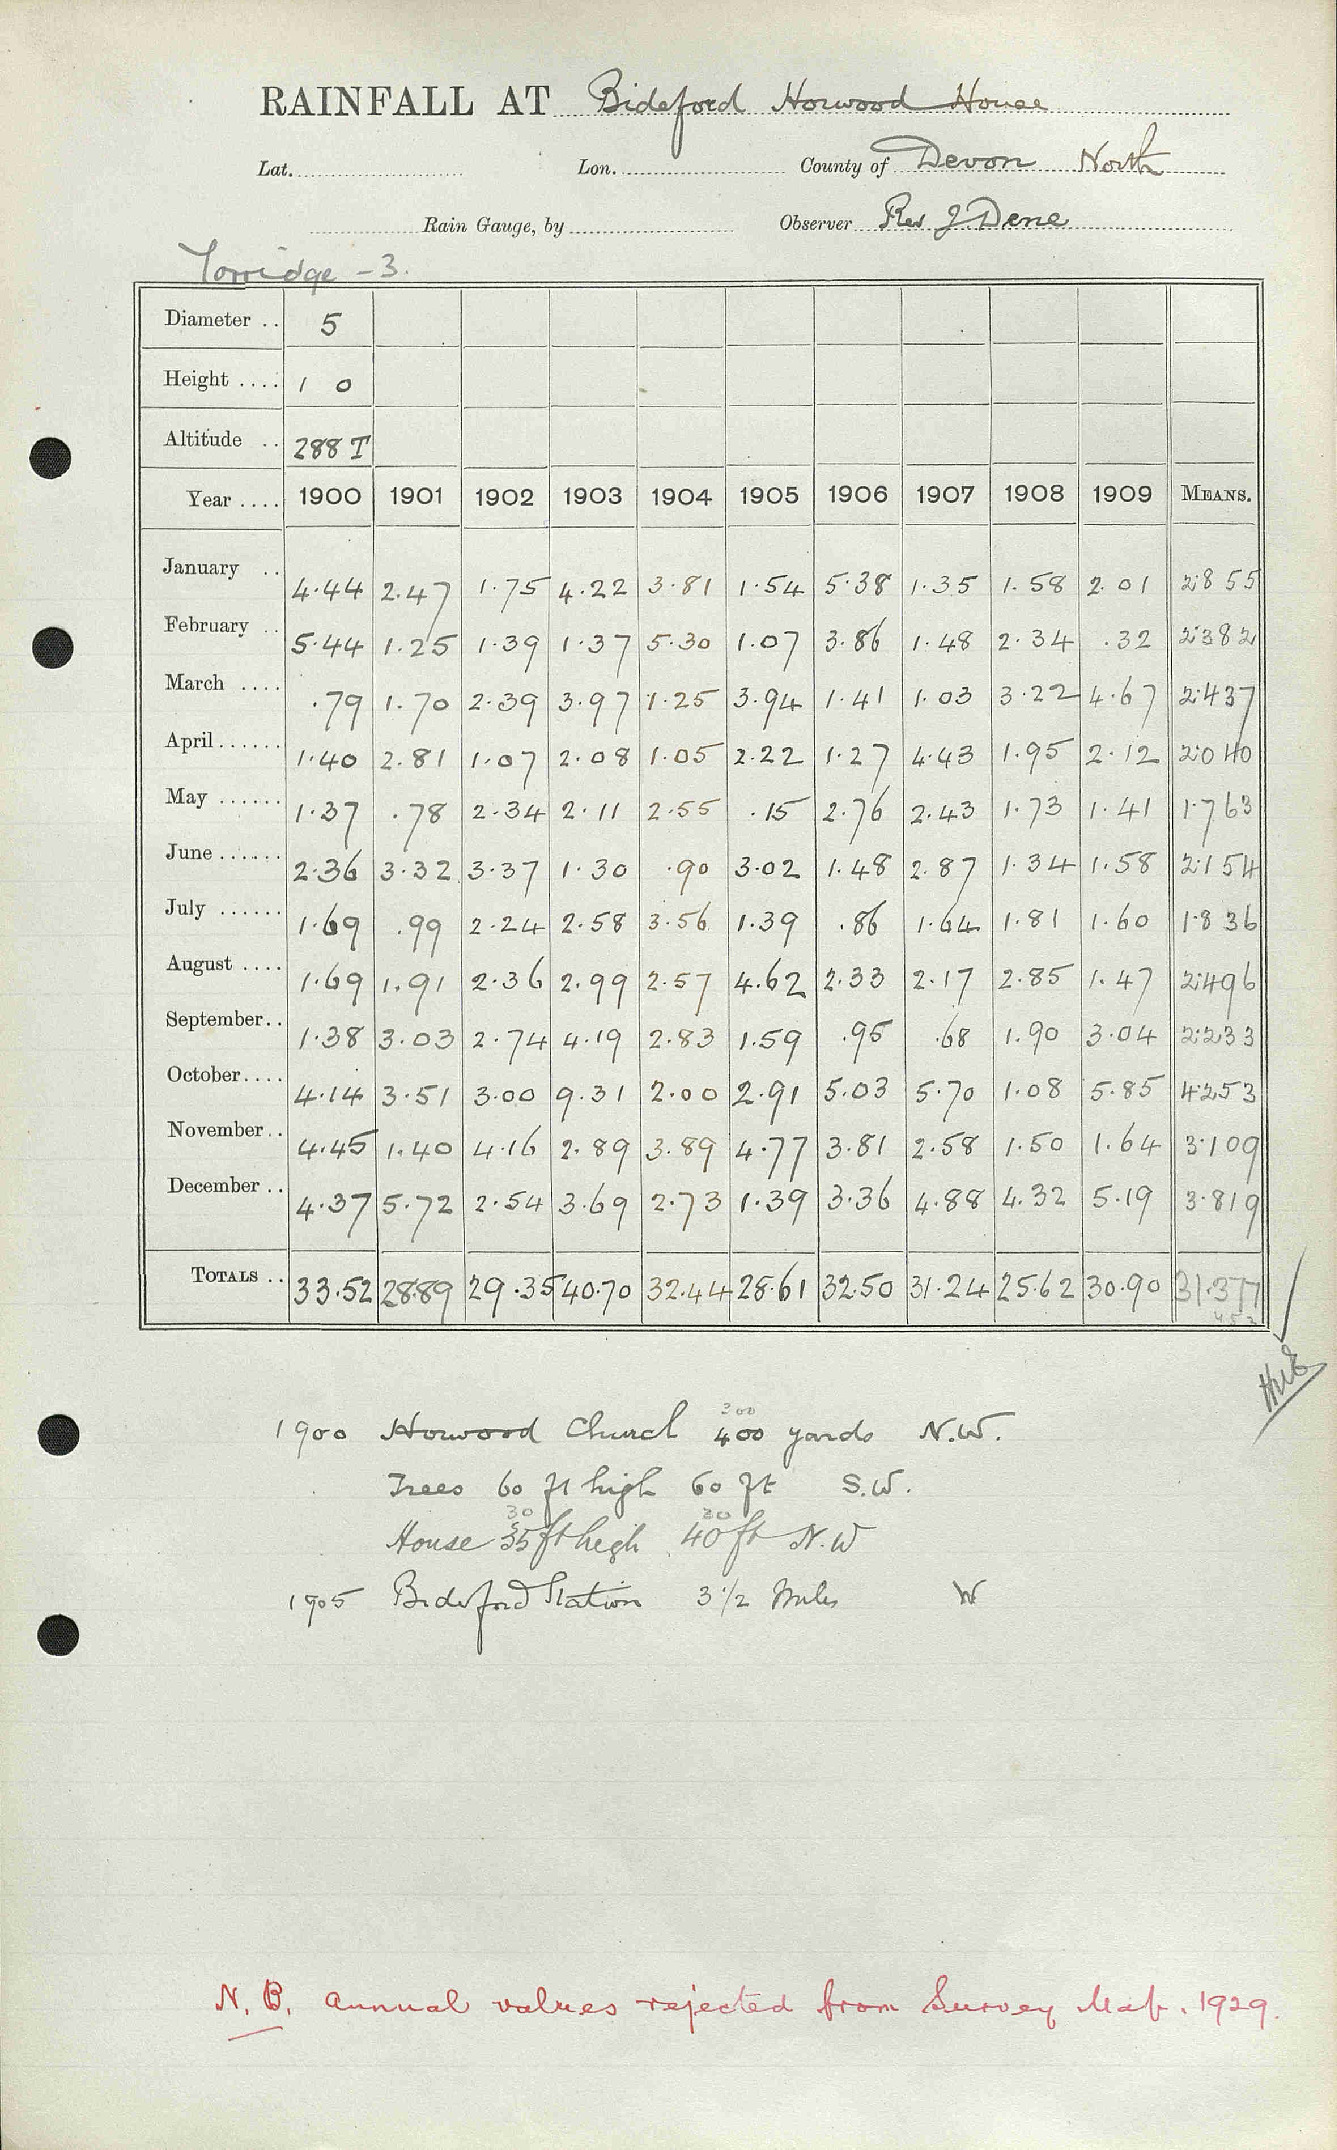 RAINFALL AT Bideford Horwood House
Lat. Lon. County of Devon North
Rain Gauge, by Observer Rev J Dene
Torridge - 3.
Diameter .. 5
Height .... 1 0
Altitude .. 288 T
Year .... 1900 1901 1902 1903 1904 1905 1906 1907 1908 1909 MEANS.
January .. 4.44 2.47 1.75 4.22 3.81 1.54 5.38 1.35 1.58 2.01 2.855
February .. 5.44 1.25 1.39 1.37 5.30 1.07 3.86 1.48 2.34 .32 2.382
March .... .79 1.70 2.39 3.97 1.25 3.94 1.41 1.03 3.22 4.67 2.437
April ...... 1.40 2.81 1.07 2.08 1.05 2.22 1.27 4.43 1.95 2.12 2.040
May ...... 1.37 .78 2.34 2.11 2.55 .15 2.76 2.43 1.73 1.41 1.763
June ...... 2.36 3.32 3.37 1.30 .90 3.02 1.48 2.87 1.34 1.58 2.154
July ...... 1.69 .99 2.24 2.58 3.56 1.39 .86 1.64 1.81 1.60 1.836
August .... 1.69 1.91 2.36 2.99 2.57 4.62 2.33 2.17 2.85 1.47 2.496
September .. 1.38 3.03 2.74 4.19 2.83 1.59 .95 .68 1.90 3.04 2.233
October .... 4.14 3.51 3.00 9.31 2.00 2.91 5.03 5.70 1.08 5.85 4.253
November .. 4.45 1.40 4.16 2.89 3.89 4.77 3.81 2.58 1.50 1.64 3.109
December .. 4.37 5.72 2.54 3.69 2.73 1.39 3.36 4.88 4.32 5.19 3.819
TOTALS .. 33.52 28.89 29.35 40.70 32.44 28.61 32.50 31.24 25.62 30.90 31.377
300
1900 Horwood Church 400 yards N.W.
Trees 60 ft high 60 ft S.W.
30 20
House 35 ft high 40 ft N.W
1905 Bideford Station 3 1/2 Miles W
N.B. Annual values rejected from Survey Map. 1929.